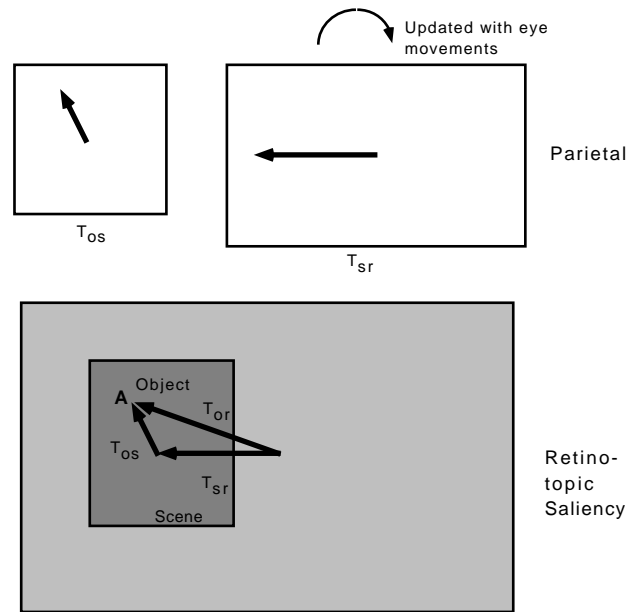 Updated with eye
movements
Parietal
Tos
Tsr
Object
A
Tor
Tos
Tsr
Scene
Retino-
topic
Saliency